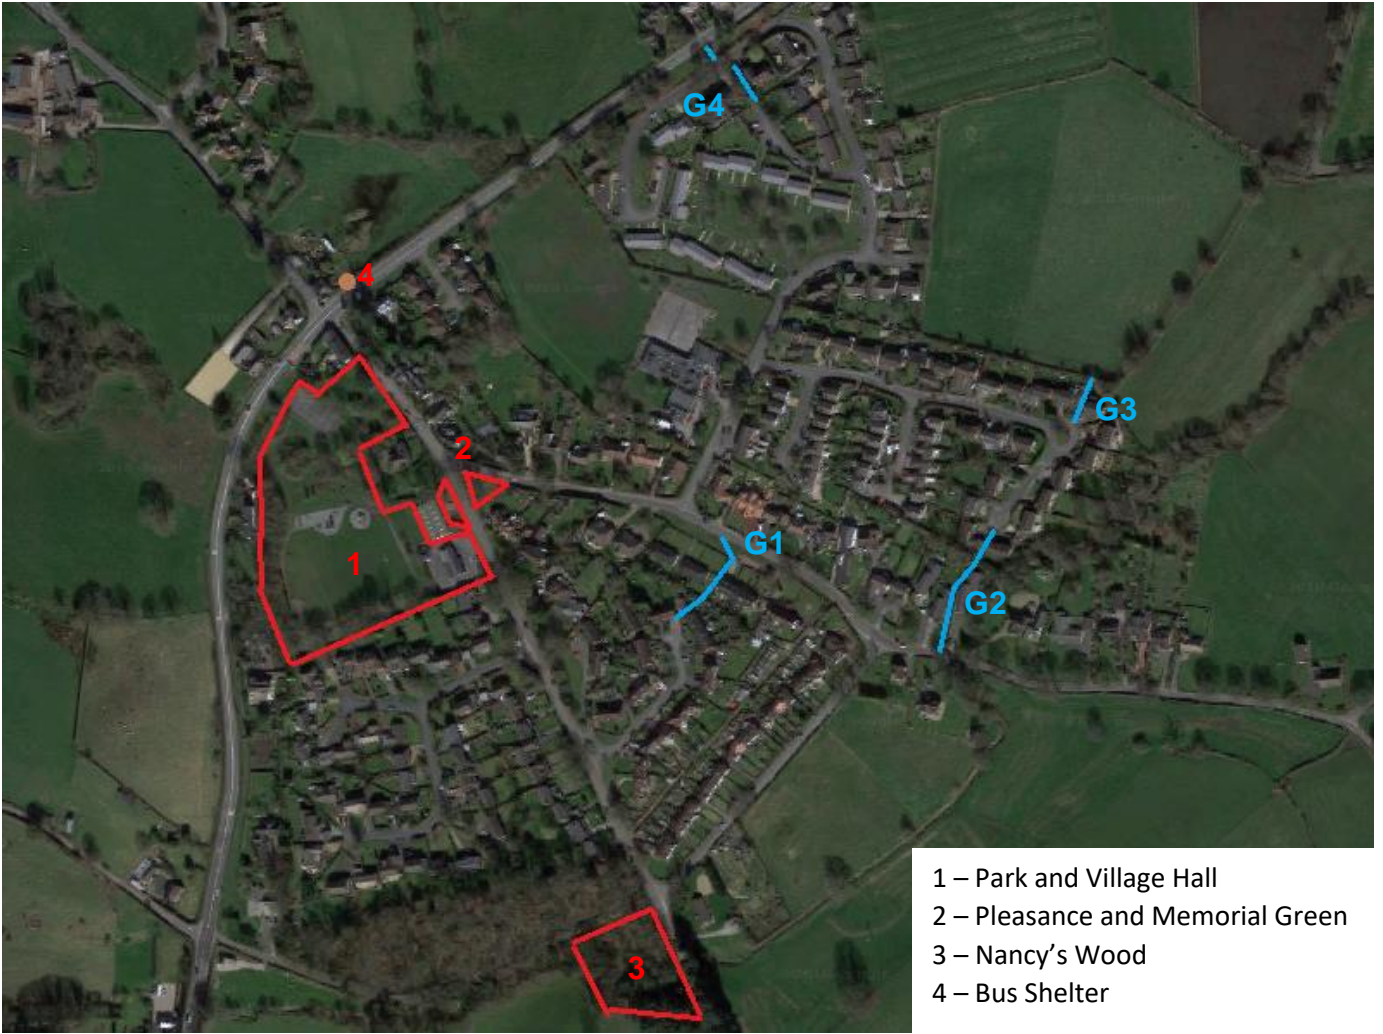 G4
4
G3
2
G1
1
G2
3
1 – Park and Village Hall
2 – Pleasance and Memorial Green
3 – Nancy’s Wood
4 – Bus Shelter